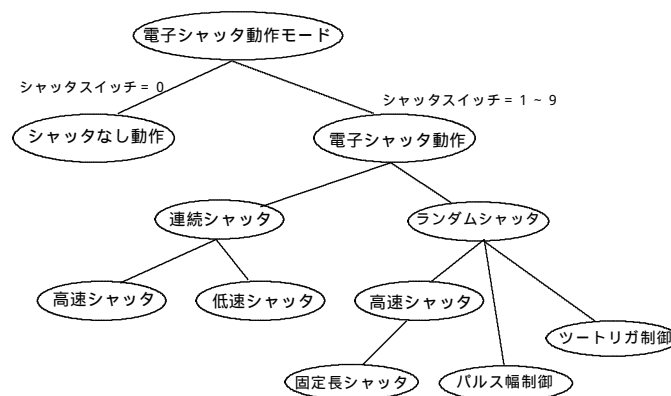 電子シャッタ動作モード
シャッタスイッチ = 0
シャッタスイッチ = 1 ~ 9
シャッタなし動作
電子シャッタ動作
連続シャッタ
ランダムシャッタ
高速シャッタ
低速シャッタ
高速シャッタ
ツートリガ制御
固定長シャッタ
パルス幅制御